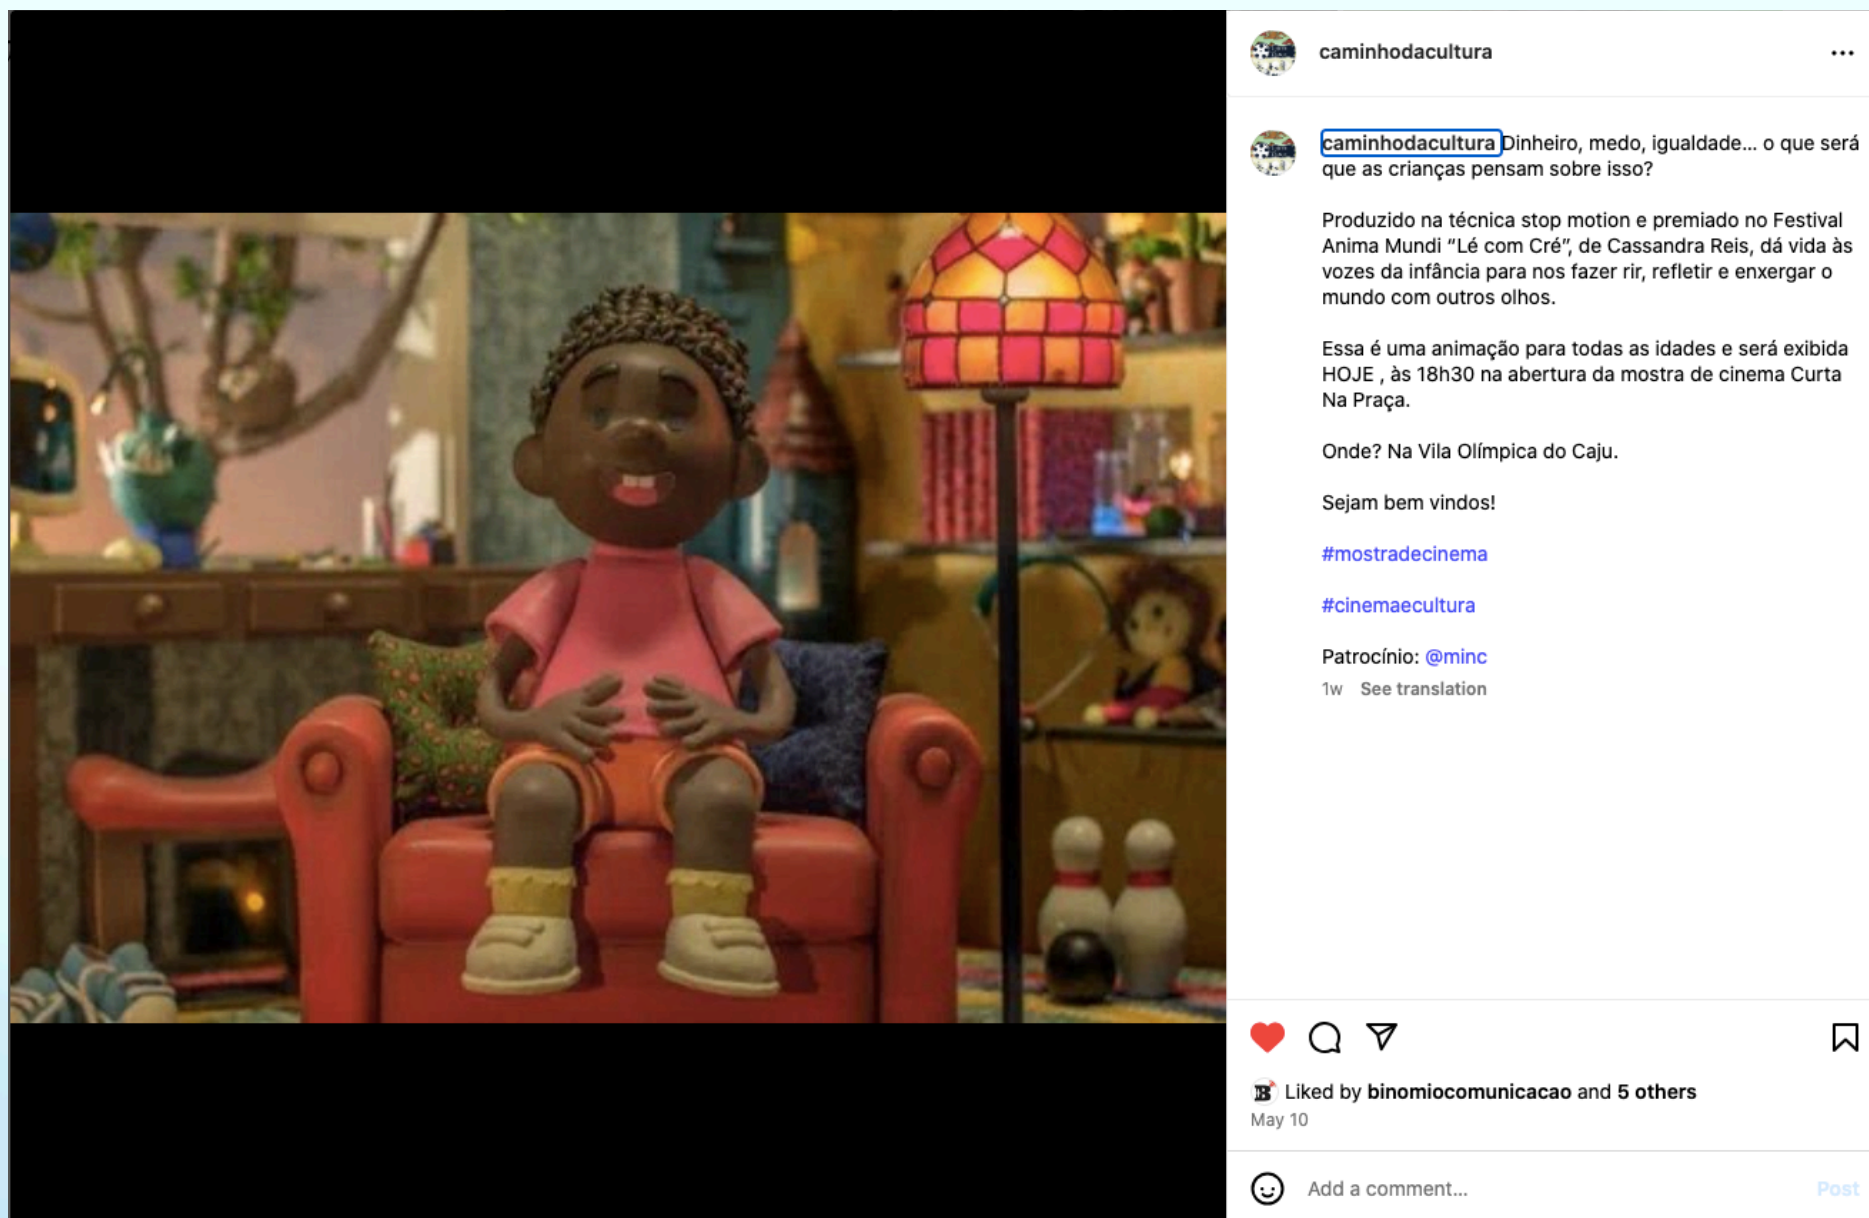 caminhodacultura
caminhodacultura Dinheiro, medo, igualdade... o que será
que as crianças pensam sobre isso?
Produzido na técnica stop motion e premiado no Festival
Anima Mundi “Lé com Cré”, de Cassandra Reis, dá vida às
vozes da infância para nos fazer rir, refletir e enxergar o
mundo com outros olhos.
Essa é uma animação para todas as idades e será exibida
HOJE , às 18h30 na abertura da mostra de cinema Curta
Na Praça.
Onde? Na Vila Olímpica do Caju.
Sejam bem vindos!
#mostradecinema
#cinemaecultura
Patrocínio: @minc
1w See translation
Liked by binomiocomunicacao and 5 others
May 10
Add a comment...
Post